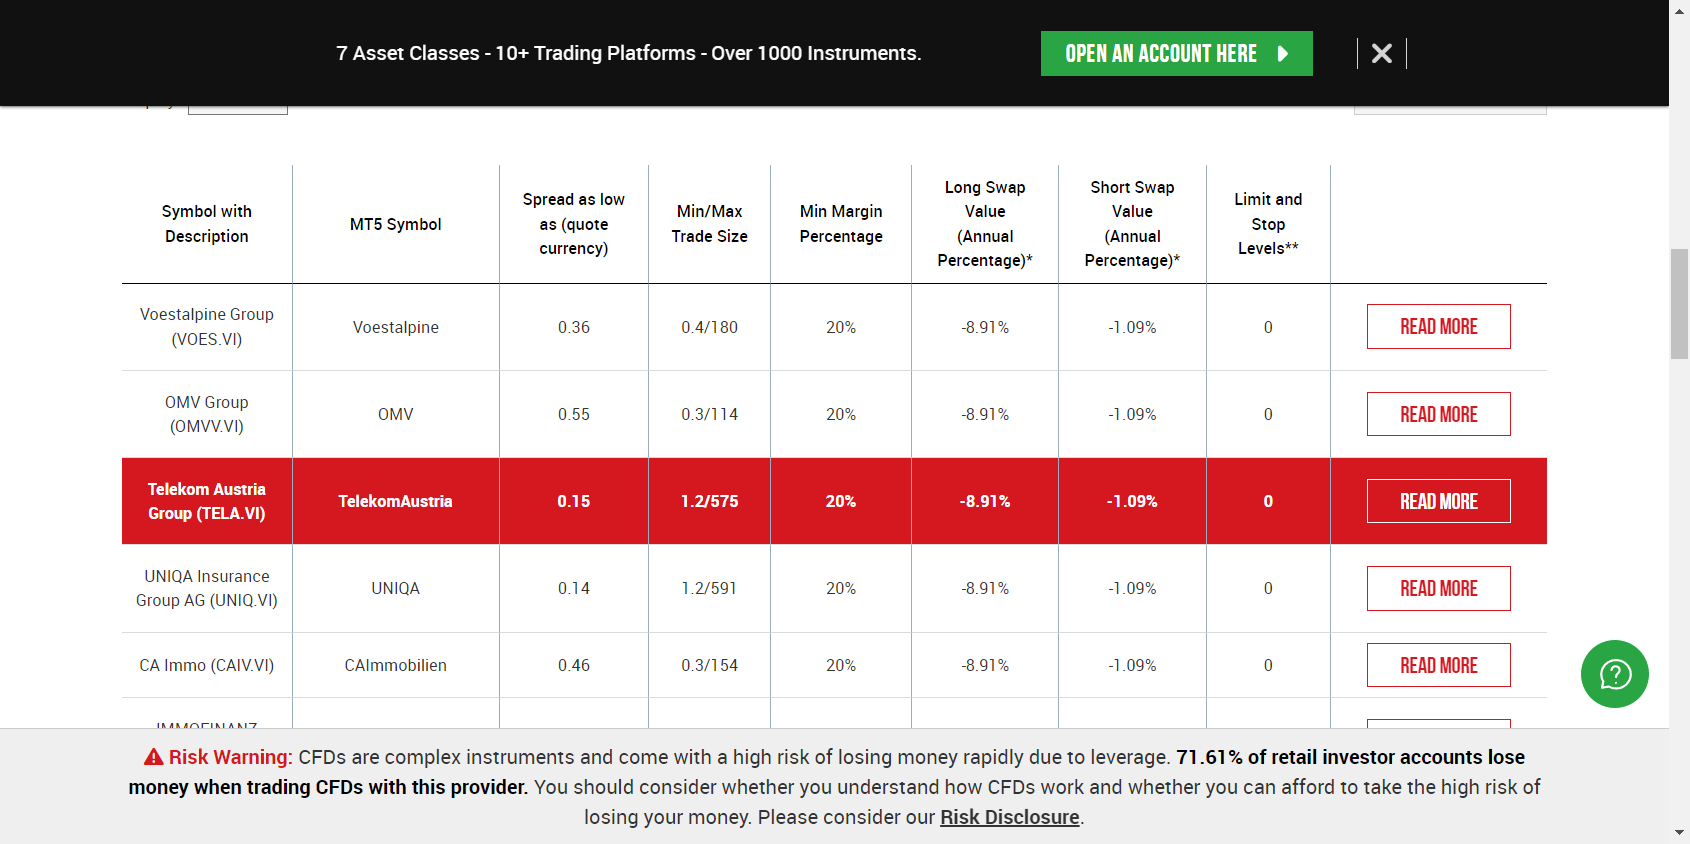 7 Asset Classes - 10+ Trading Platforms - Over 1000 Instruments.
OPEN AN ACCOUNT HERE
Symbol with
Description
MT5 Symbol
Spread as low
as (quote
currency)
Min/Max
Trade Size
Min Margin
Percentage
Long Swap
Value
(Annual
Percentage)*
Short Swap
Value
(Annual
Percentage)*
Limit and
Stop
Levels**
Voestalpine Group
(VOES.VI)
Voestalpine
0.36
0.4/180
20%
-8.91%
-1.09%
0
READ MORE
OMV Group
(OMVV.VI)
OMV
0.55
0.3/114
20%
-8.91%
-1.09%
0
READ MORE
Telekom Austria
Group (TELA.VI)
TelekomAustria
0.15
1.2/575
20%
-8.91%
-1.09%
0
READ MORE
UNIQA Insurance
Group AG (UNIQ.VI)
UNIQA
0.14
1.2/591
20%
-8.91%
-1.09%
0
READ MORE
CA Immo (CAIV.VI)
CAImmobilien
0.46
0.3/154
20%
-8.91%
-1.09%
0
READ MORE
IMMOFINANZ
Risk Warning: CFDs are complex instruments and come with a high risk of losing money rapidly due to leverage. 71.61% of retail investor accounts lose
money when trading CFDs with this provider. You should consider whether you understand how CFDs work and whether you can afford to take the high risk of
losing your money. Please consider our Risk Disclosure.